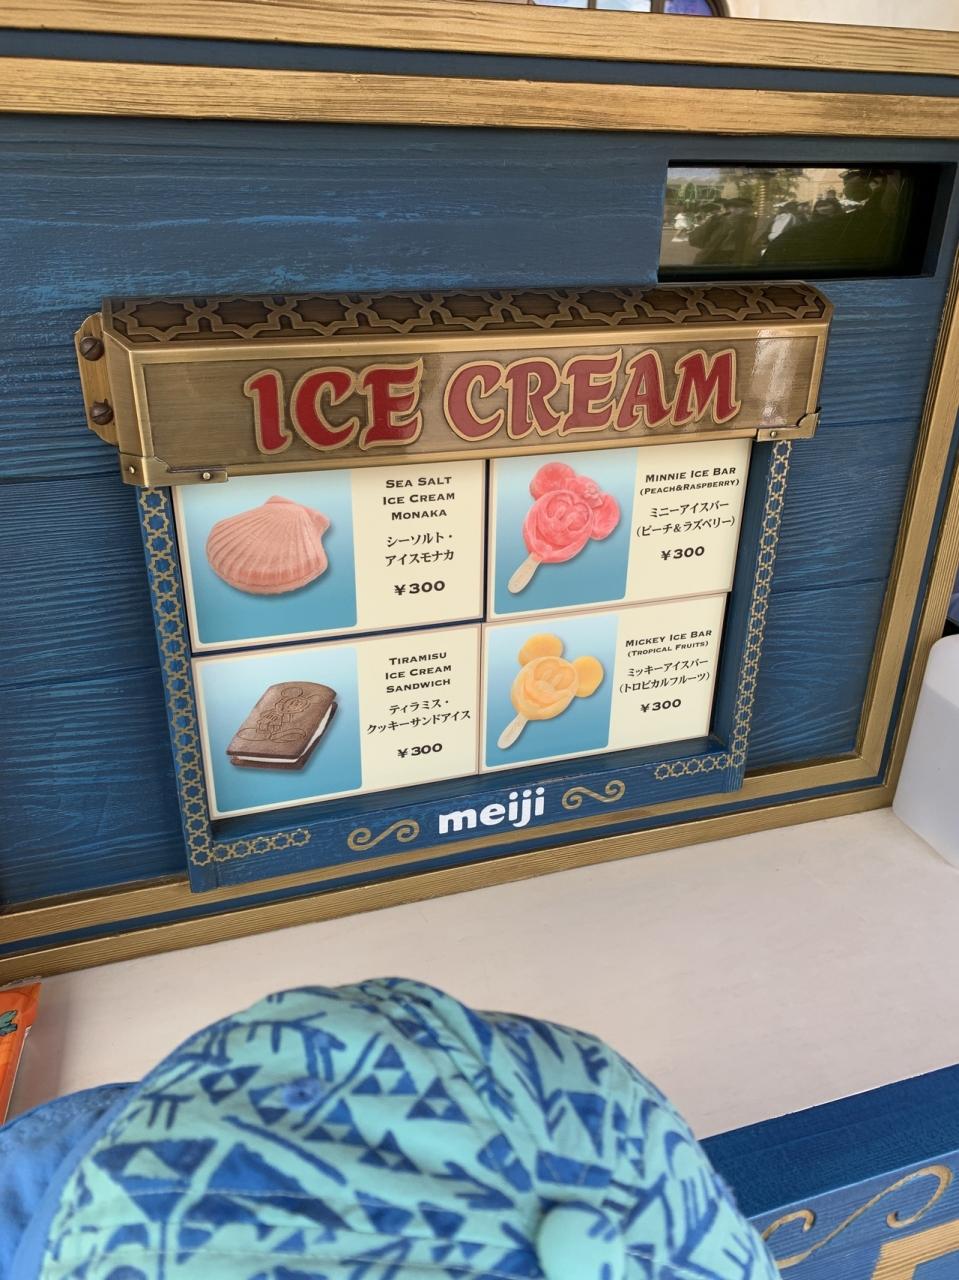 ICE CREAM
SEA SALT
ICE CREAM
MONAKA
シーソルト・
アイスモナカ
¥300
MINNIE ICE BAR
(PEACH&RASPBERRY)
ミニーアイスバー
(ピーチ&ラズベリー)
¥300
TIRAMISU
ICE CREAM
SANDWICH
ティラミス・
クッキーサンドアイス
¥300
MICKEY ICE BAR
(TROPICAL FRUITS)
ミッキーアイスバー
(トロピカルフルーツ)
¥300
meiji